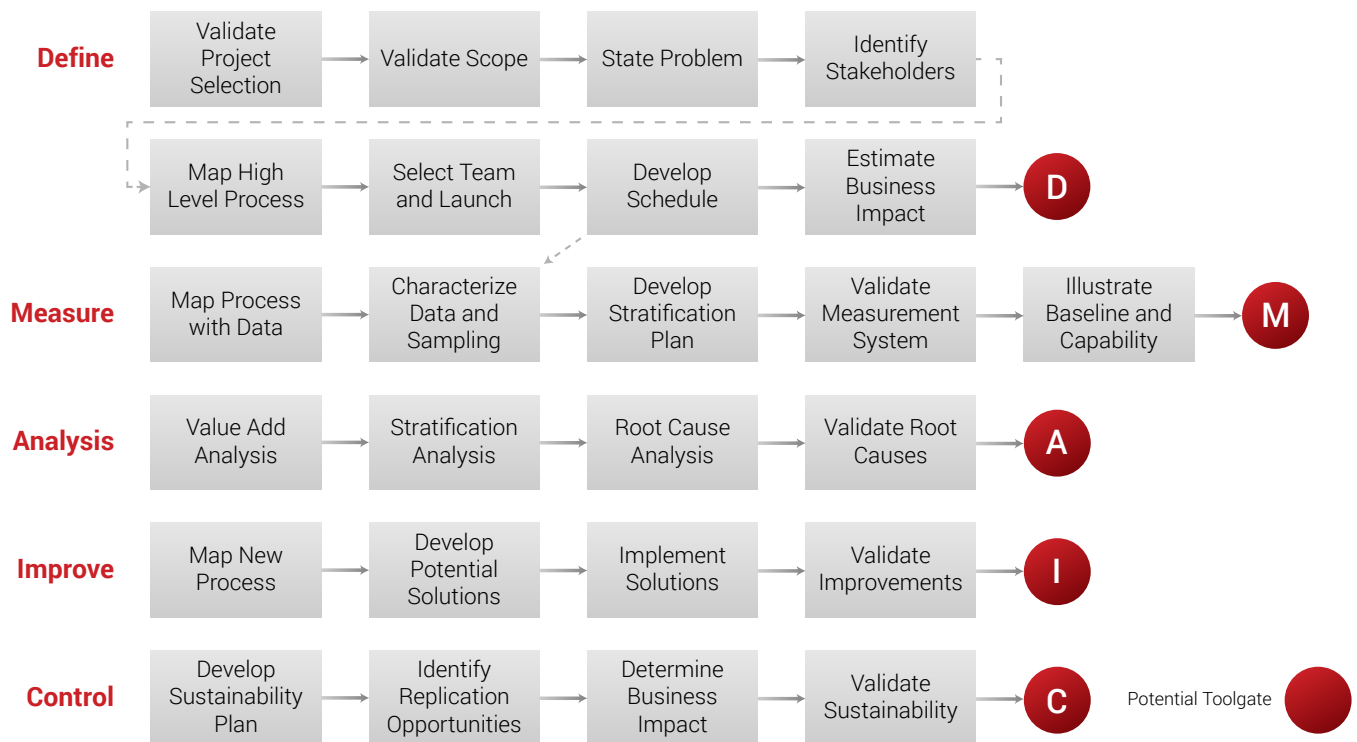 Define
Validate
Project
Selection
Validate Scope
State Problem
Identify
Stakeholders
Map High
Level Process
Select Team
and Launch
Develop
Schedule
Estimate
Business
Impact
D
Measure
Map Process
with Data
Characterize
Data and
Sampling
Develop
Stratification
Plan
Validate
Measurement
System
Illustrate
Baseline and
Capability
M
Analysis
Value Add
Analysis
Stratification
Analysis
Root Cause
Analysis
Validate Root
Causes
A
Improve
Map New
Process
Develop
Potential
Solutions
Implement
Solutions
Validate
Improvements
I
Control
Develop
Sustainability
Plan
Identify
Replication
Opportunities
Determine
Business
Impact
Validate
Sustainability
C
Potential Toolgate